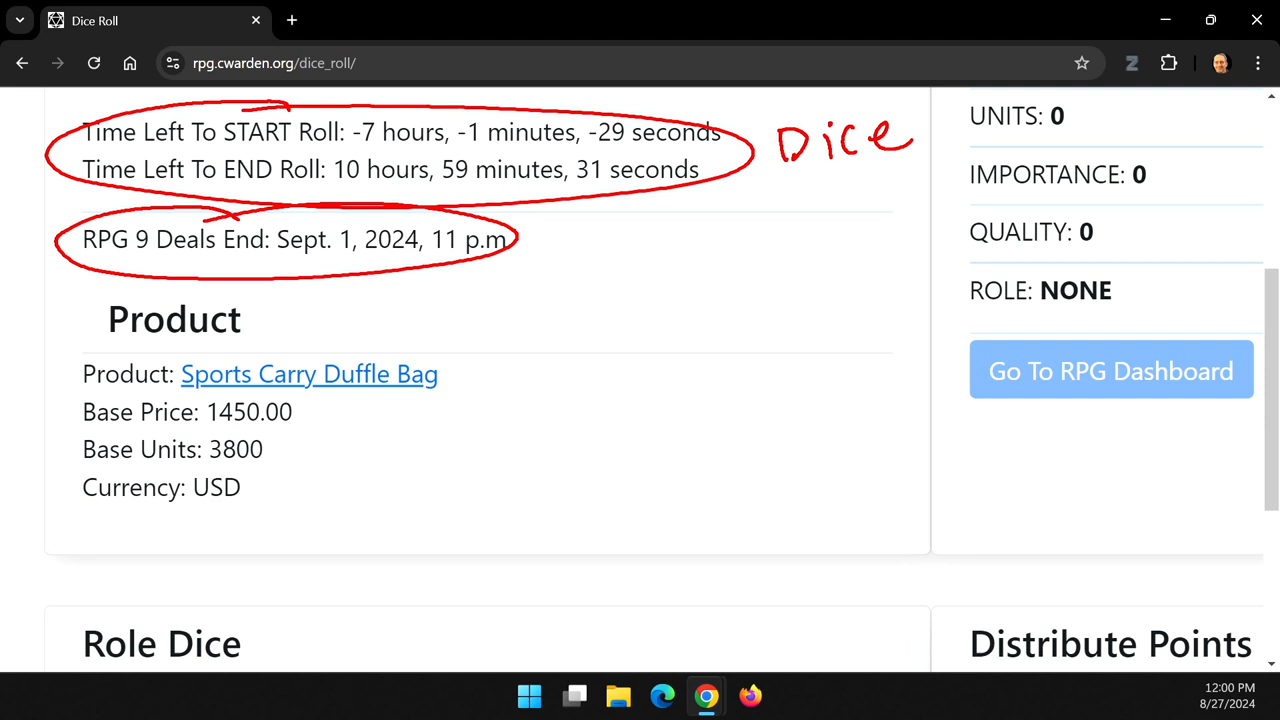 Dice Roll
rpg.cwarden.org/dice_roll/
Time Left To START Roll: -7 hours, -1 minutes, -29 seconds
Dice
Time Left To END Roll: 10 hours, 59 minutes, 31 seconds
RPG 9 Deals End: Sept. 1, 2024, 11 p.m
Product
Product: Sports Carry Duffle Bag
Base Price: 1450.00
Base Units: 3800
Currency: USD
Role Dice
UNITS: 0
IMPORTANCE: 0
QUALITY: 0
ROLE: NONE
Go To RPG Dashboard
Distribute Points
12:00 PM
8/27/2024